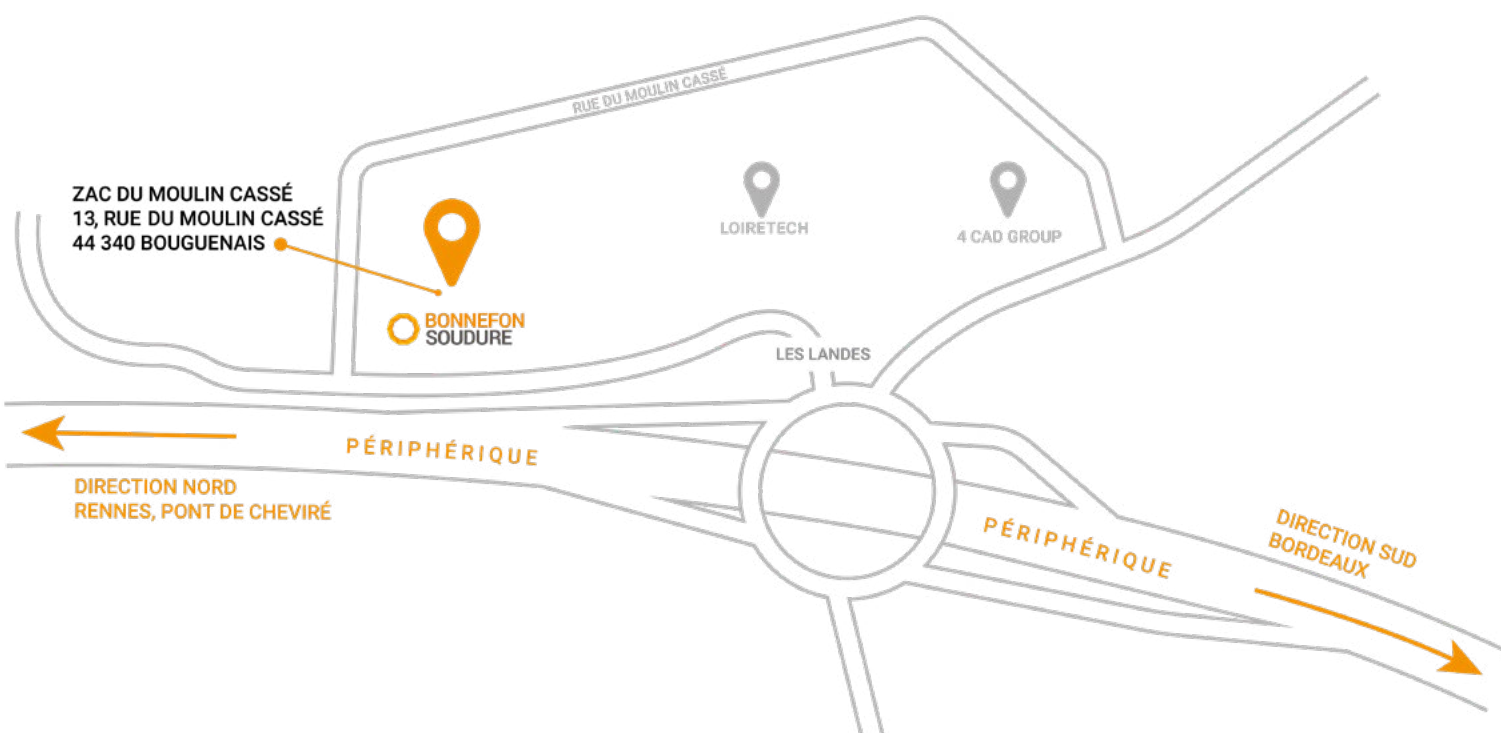 RUE DU MOULIN CASSÉ
ZAC DU MOULIN CASSÉ
13, RUE DU MOULIN CASSÉ
44 340 BOUGUENAIS
LOIRETECH
4 CAD GROUP
BONNEFON
SOUDURE
LES LANDES
PÉRIPHÉRIQUE
DIRECTION NORD
RENNES, PONT DE CHEVIRÉ
PÉRIPHÉRIQUE
DIRECTION SUD
BORDEAUX